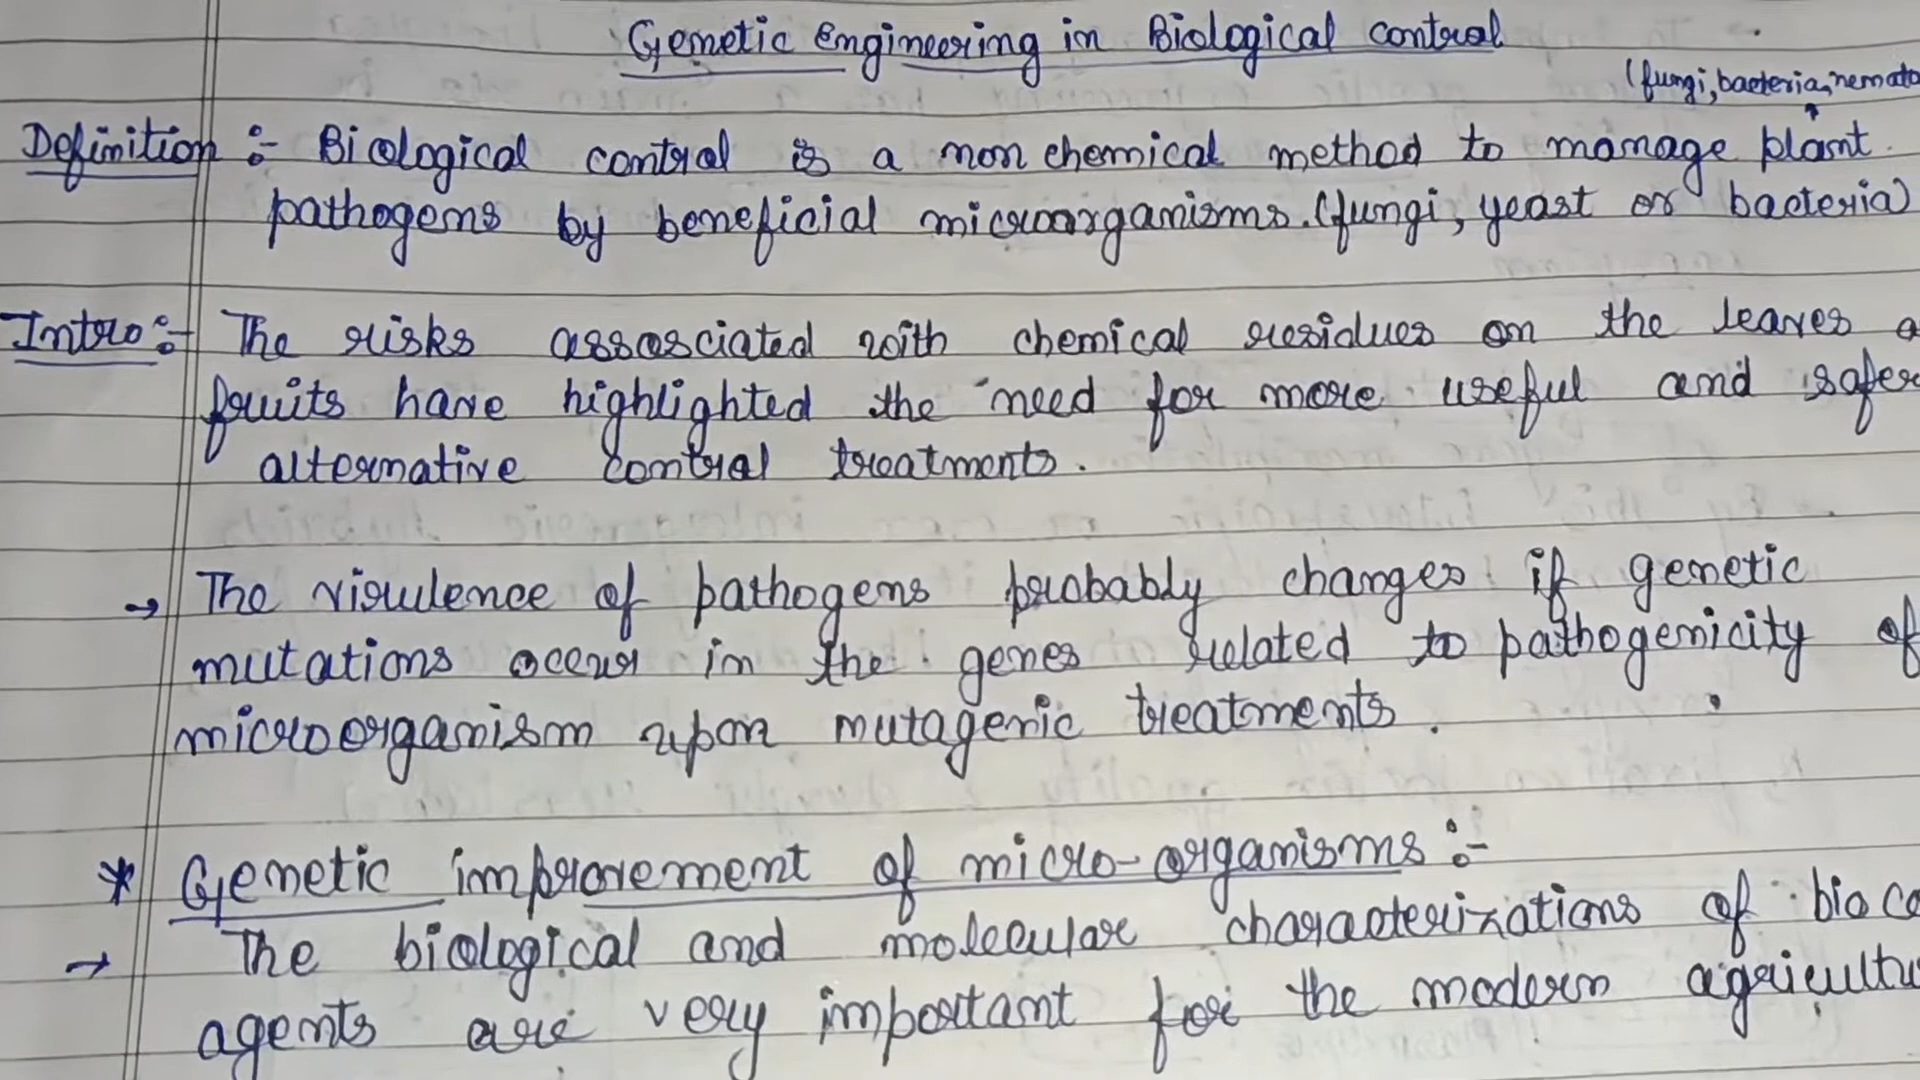 Genetic Engineering in Biological control
(fungi, bacteria, nemato
Definition :- Biological control is a non chemical method to manage plant
pathogens by beneficial microorganisms. (fungi, yeast or bacteria)
Intro :- The risks assosciated with chemical residues on the leaves a
fruits have highlighted the need for more useful and safer
alternative control treatments.
→ The virulence of pathogens probably changes if genetic
mutations occur in the genes related to pathogenicity of
microorganism upon mutagenic treatments.
* Genetic improvement of micro-organisms :-
→ The biological and molecular characterizations of bioco
agents are very important for the modern agricultu